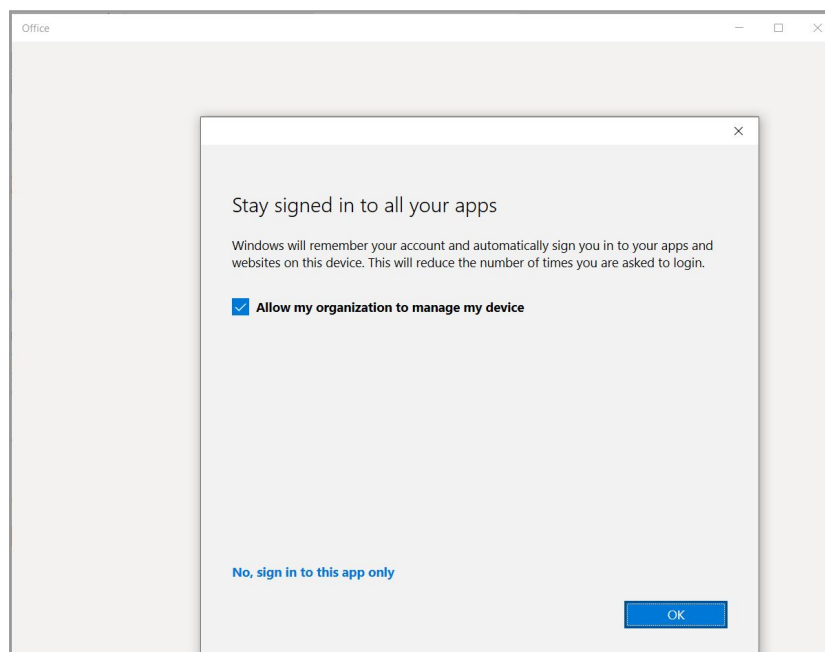 Office
Stay signed in to all your apps
Windows will remember your account and automatically sign you in to your apps and
websites on this device. This will reduce the number of times you are asked to login.
Allow my organization to manage my device
No, sign in to this app only
OK